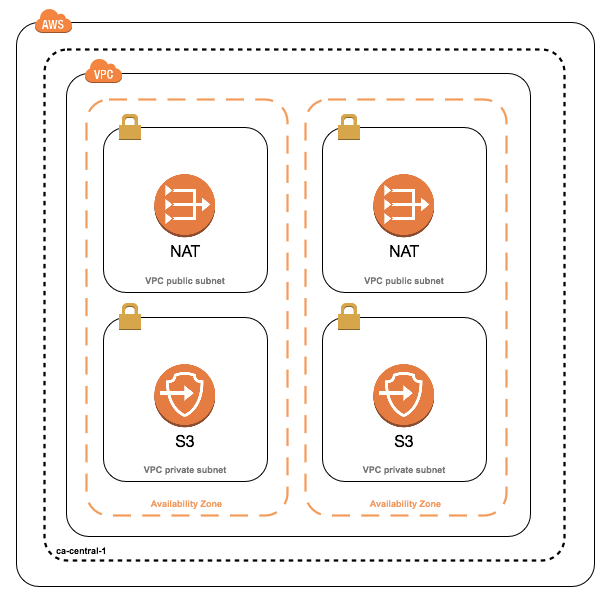 AWS
VPC
NAT
VPC public subnet
NAT
VPC public subnet
S3
VPC private subnet
S3
VPC private subnet
Availability Zone
Availability Zone
ca-central-1